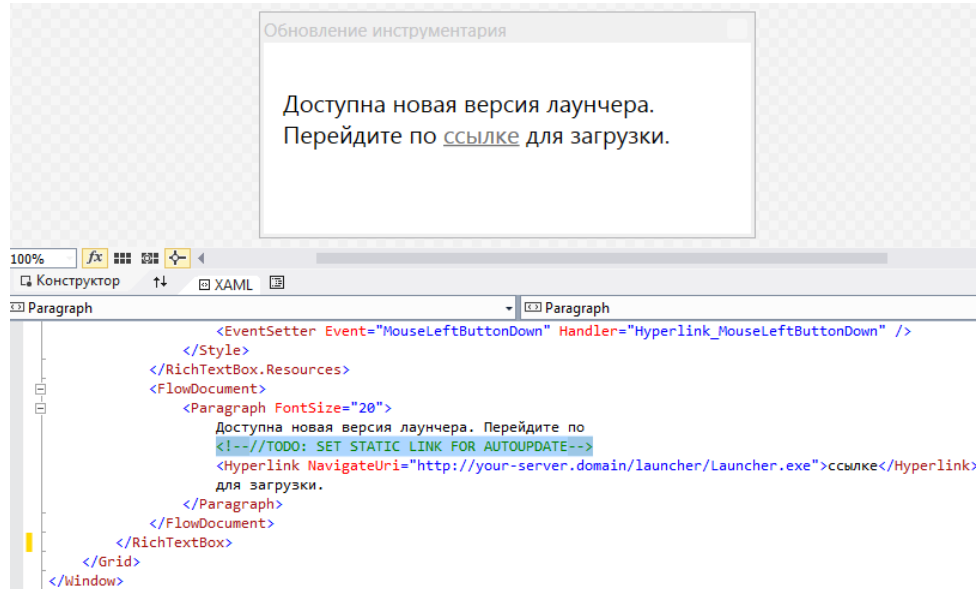 Обновление инструментария
Доступна новая версия лаунчера.
Перейдите по ссылке для загрузки.
100%
fx
Конструктор
XAML
Paragraph
Paragraph
<EventSetter Event="MouseLeftButtonDown" Handler="Hyperlink_MouseLeftButtonDown" />
</Style>
</RichTextBox.Resources>
<FlowDocument>
<Paragraph FontSize="20">
Доступна новая версия лаунчера. Перейдите по
<!--//TODO: SET STATIC LINK FOR AUTOUPDATE-->
<Hyperlink NavigateUri="http://your-server.domain/launcher/Launcher.exe">ссылке</Hyperlink>
для загрузки.
</Paragraph>
</FlowDocument>
</RichTextBox>
</Grid>
</Window>